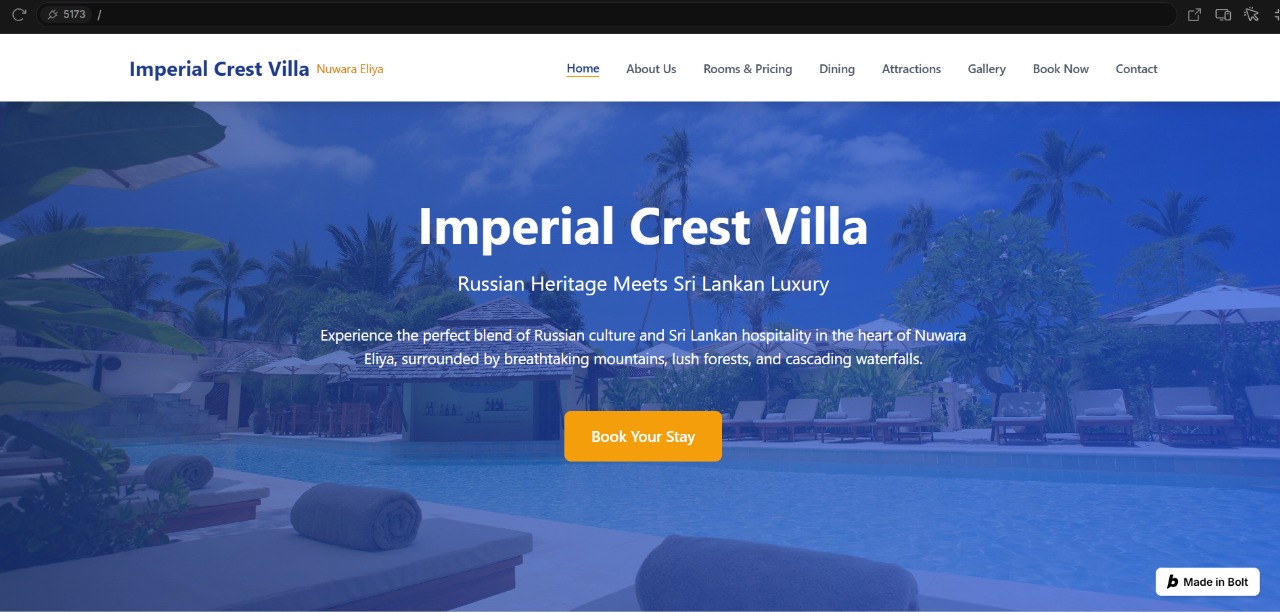 5173 /
Imperial Crest Villa Nuwara Eliya
Home About Us Rooms & Pricing Dining Attractions Gallery Book Now Contact
Imperial Crest Villa
Russian Heritage Meets Sri Lankan Luxury
Experience the perfect blend of Russian culture and Sri Lankan hospitality in the heart of Nuwara
Eliya, surrounded by breathtaking mountains, lush forests, and cascading waterfalls.
Book Your Stay
b Made in Bolt